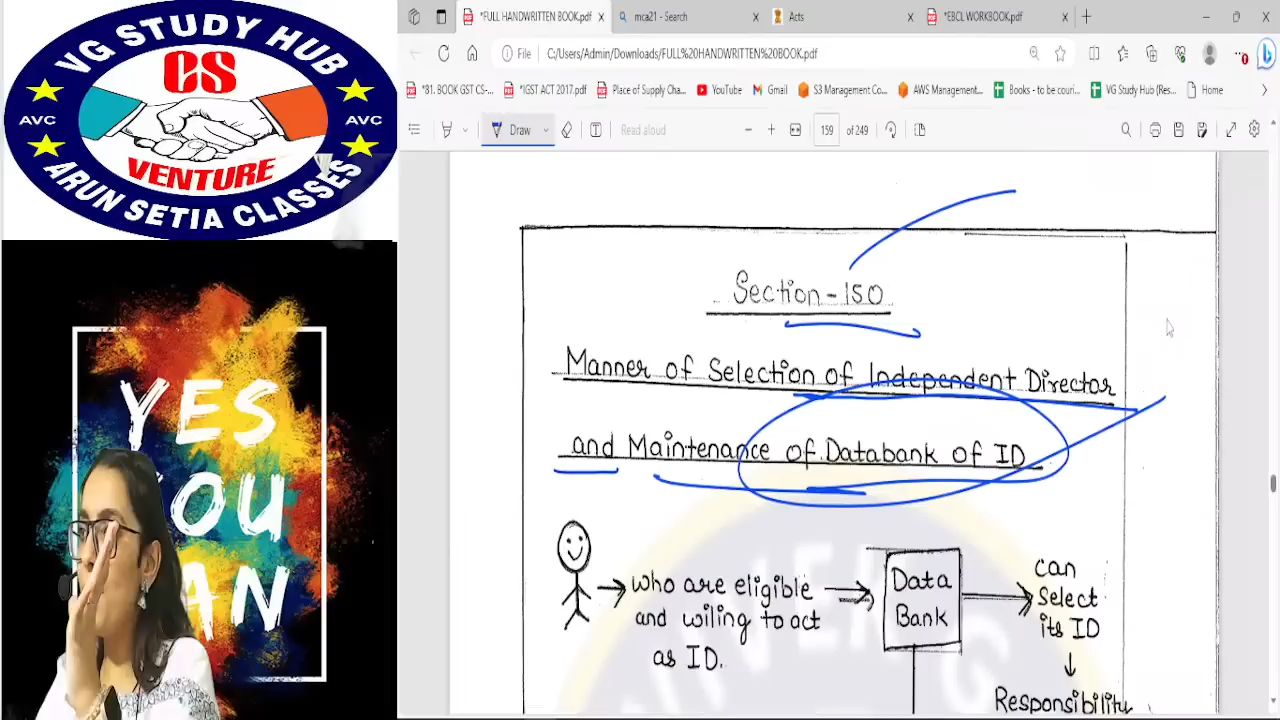 VG STUDY HUB
CS
AVC
AVC
VENTURE
ARUN SETIA CLASSES
YES
YOU
CAN
*FULL HANDWRITTEN BOOK.pdf
mca21 - Search
Acts
*EBCL WORKBOOK.pdf
File
C:/Users/Admin/Downloads/FULL%20HANDWRITTEN%20BOOK.pdf
*81. BOOK GST CS-...
*IGST ACT 2017.pdf
Place of Supply Cha...
YouTube
Gmail
S3 Management Co...
AWS Management...
Books - to be couri...
VG Study Hub (Res...
Home
Draw
Read aloud
159
of 249
Section - 150
Manner of Selection of Independent Director
and Maintenance of Databank of ID
who are eligible
and wiling to act
as ID.
Data
Bank
can
Select
its ID
Responsibility